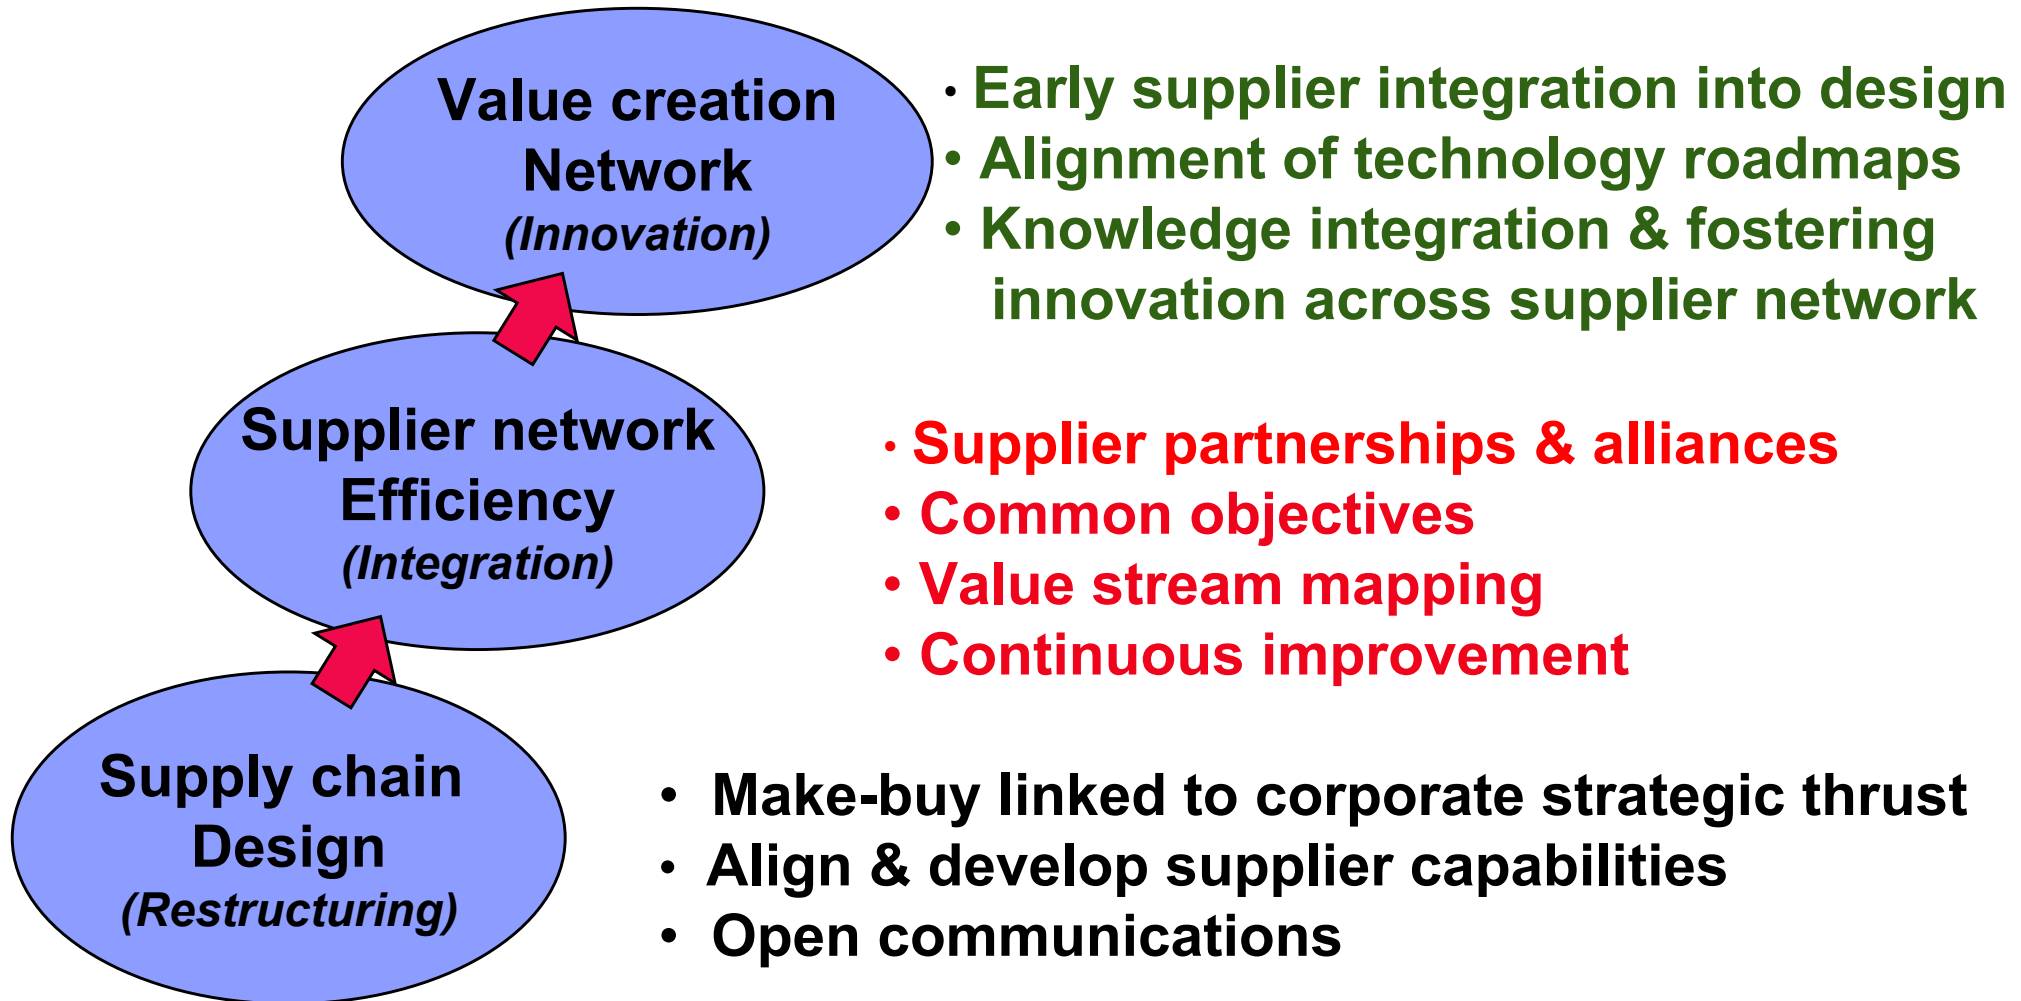 Value creation
Network
(Innovation)
• Early supplier integration into design
• Alignment of technology roadmaps
• Knowledge integration & fostering
innovation across supplier network
Supplier network
Efficiency
(Integration)
• Supplier partnerships & alliances
• Common objectives
• Value stream mapping
• Continuous improvement
Supply chain
Design
(Restructuring)
• Make-buy linked to corporate strategic thrust
• Align & develop supplier capabilities
• Open communications